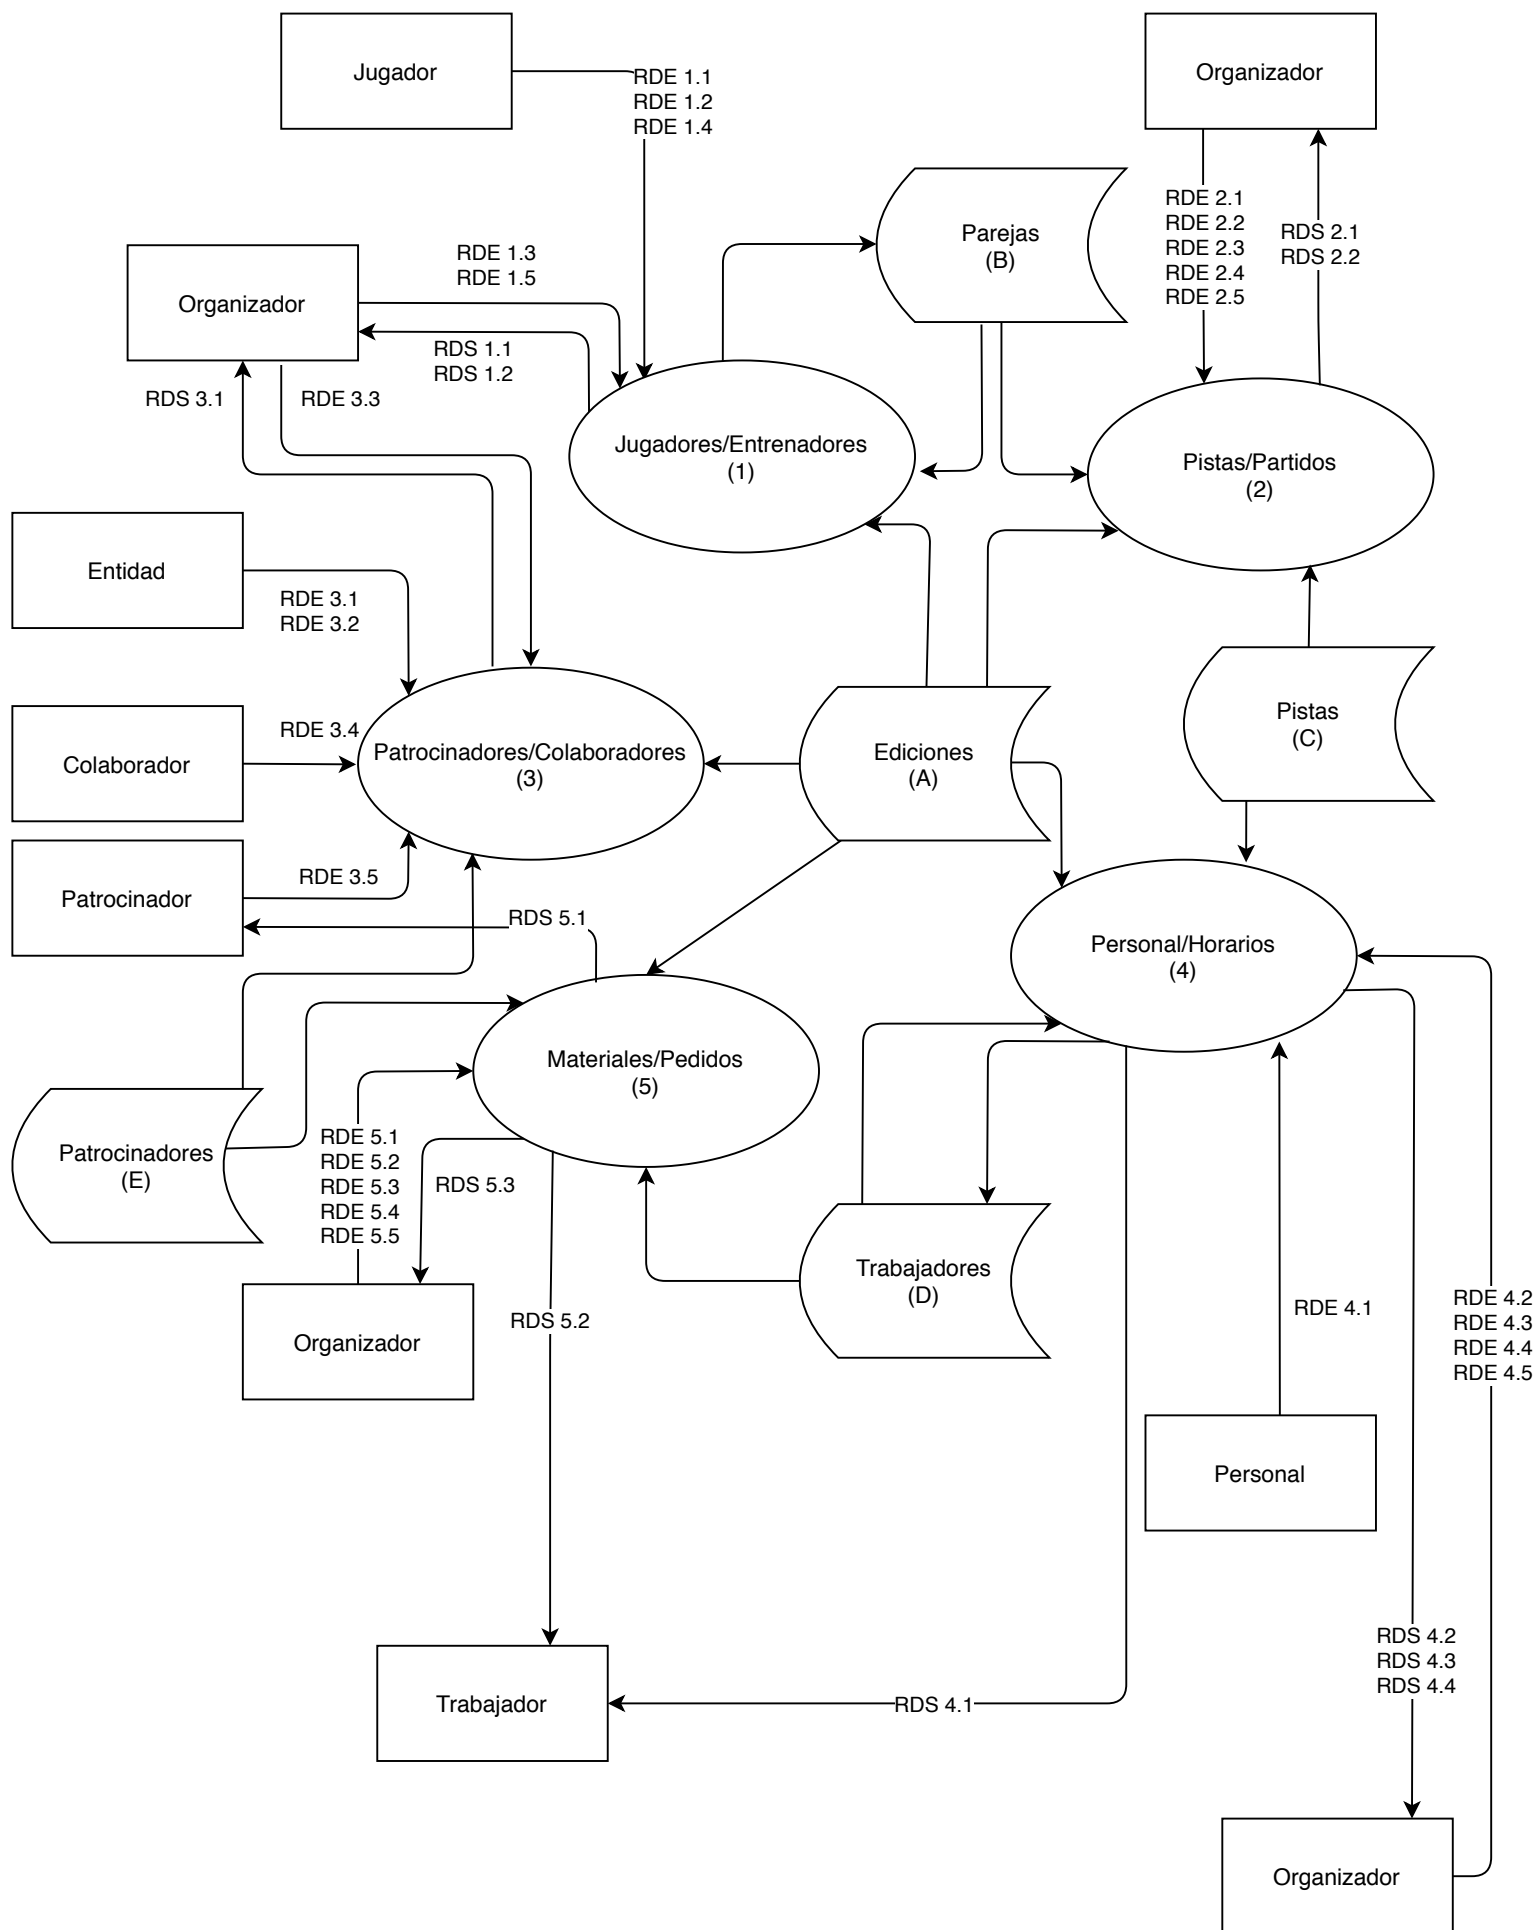 Jugador
RDE 1.1
RDE 1.2
RDE 1.4
Organizador
Parejas
(B)
RDE 2.1
RDE 2.2
RDE 2.3
RDE 2.4
RDE 2.5
RDS 2.1
RDS 2.2
Organizador
RDE 1.3
RDE 1.5
RDS 1.1
RDS 1.2
RDS 3.1
RDE 3.3
Jugadores/Entrenadores
(1)
Pistas/Partidos
(2)
Entidad
RDE 3.1
RDE 3.2
Colaborador
RDE 3.4
Patrocinadores/Colaboradores
(3)
Ediciones
(A)
Pistas
(C)
Patrocinador
RDE 3.5
RDS 5.1
Personal/Horarios
(4)
Materiales/Pedidos
(5)
Patrocinadores
(E)
RDE 5.1
RDE 5.2
RDE 5.3
RDE 5.4
RDE 5.5
RDS 5.3
Trabajadores
(D)
RDS 5.2
Organizador
RDE 4.1
RDE 4.2
RDE 4.3
RDE 4.4
RDE 4.5
Personal
RDS 4.2
RDS 4.3
RDS 4.4
Trabajador
RDS 4.1
Organizador